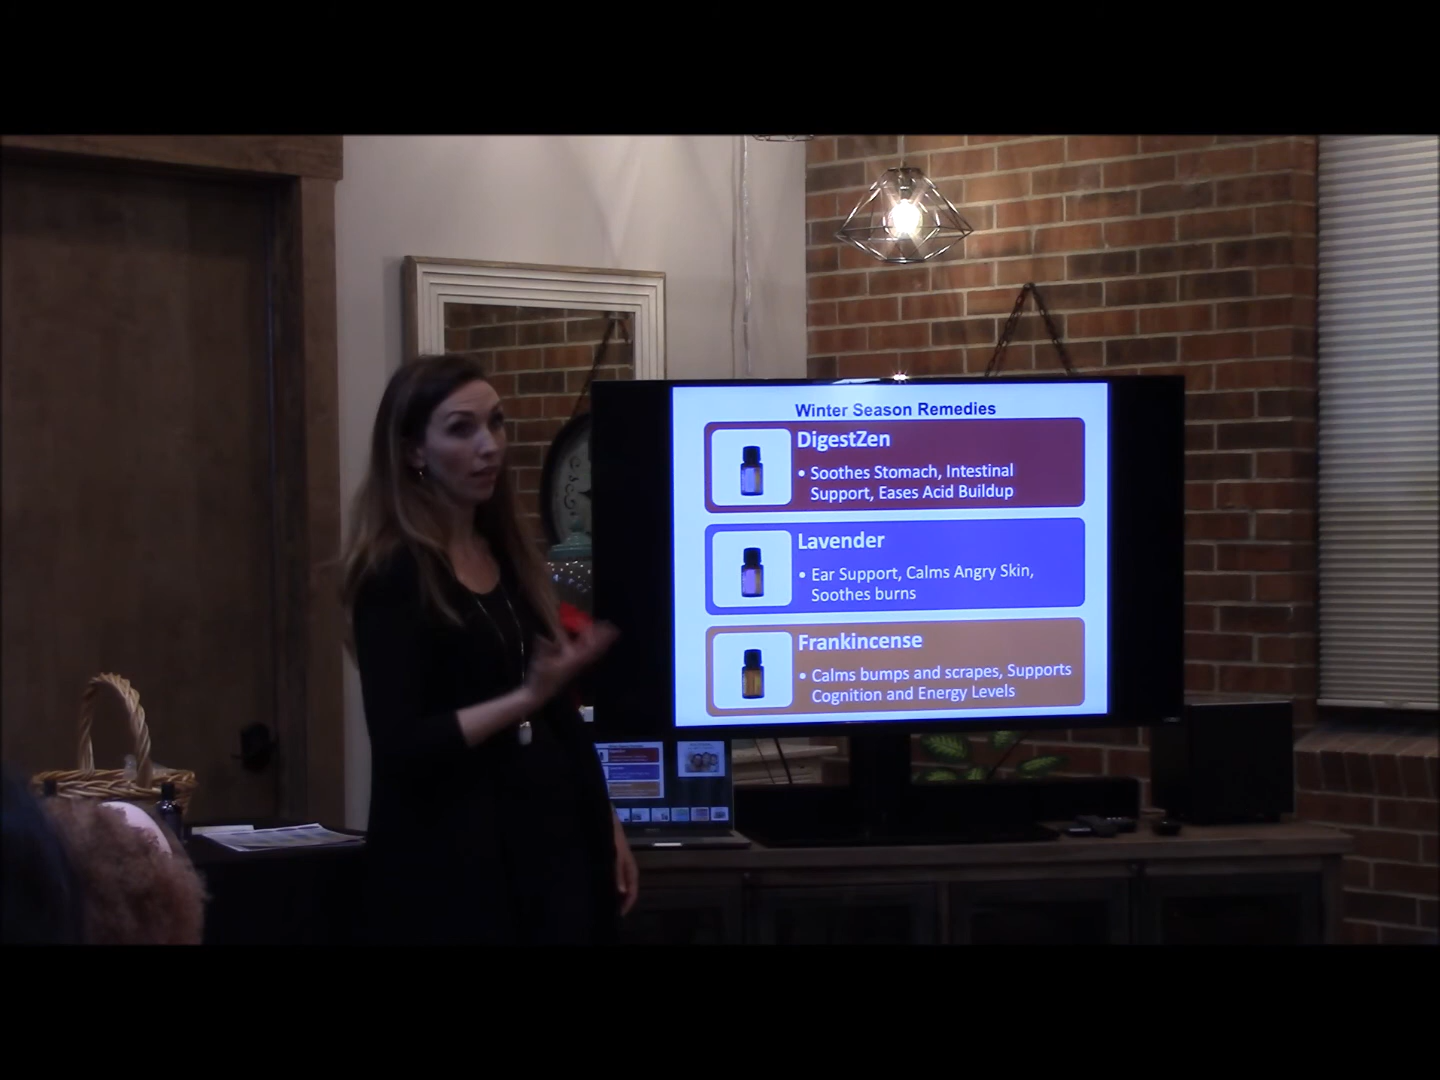 Winter Season Remedies
DigestZen
• Soothes Stomach, Intestinal
Support, Eases Acid Buildup
Lavender
• Ear Support, Calms Angry Skin,
Soothes burns
Frankincense
• Calms bumps and scrapes, Supports
Cognition and Energy Levels